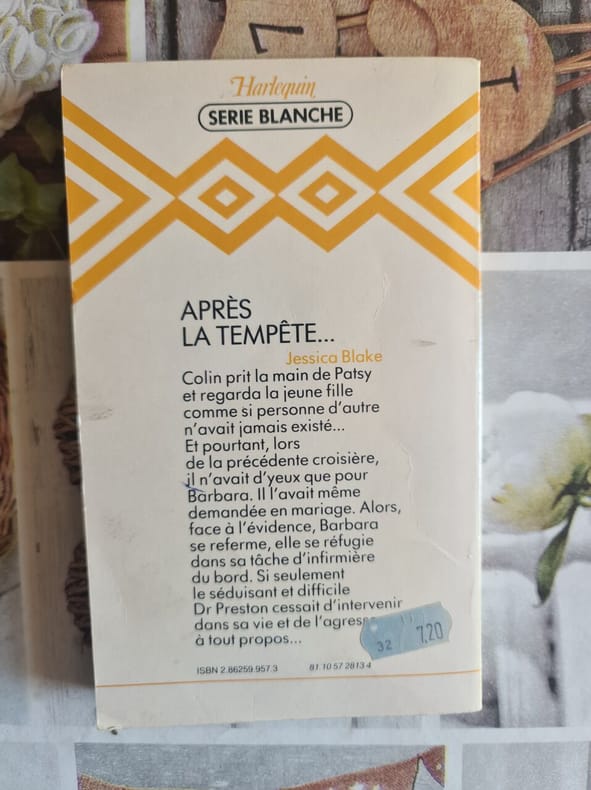 Harlequin
SERIE BLANCHE
APRÈS
LA TEMPÊTE...
Jessica Blake
Colin prit la main de Patsy
et regarda la jeune fille
comme si personne d'autre
n'avait jamais existé...
Et pourtant, lors
de la précédente croisière,
il n'avait d'yeux que pour
Barbara. Il l'avait même
demandée en mariage. Alors,
face à l'évidence, Barbara
se referme, elle se réfugie
dans sa tâche d'infirmière
du bord. Si seulement
le séduisant et difficile
Dr Preston cessait d'intervenir
dans sa vie et de l'agress
à tout propos...
32 7,20
ISBN 2.86259.957.3 81.10 57 2813 4